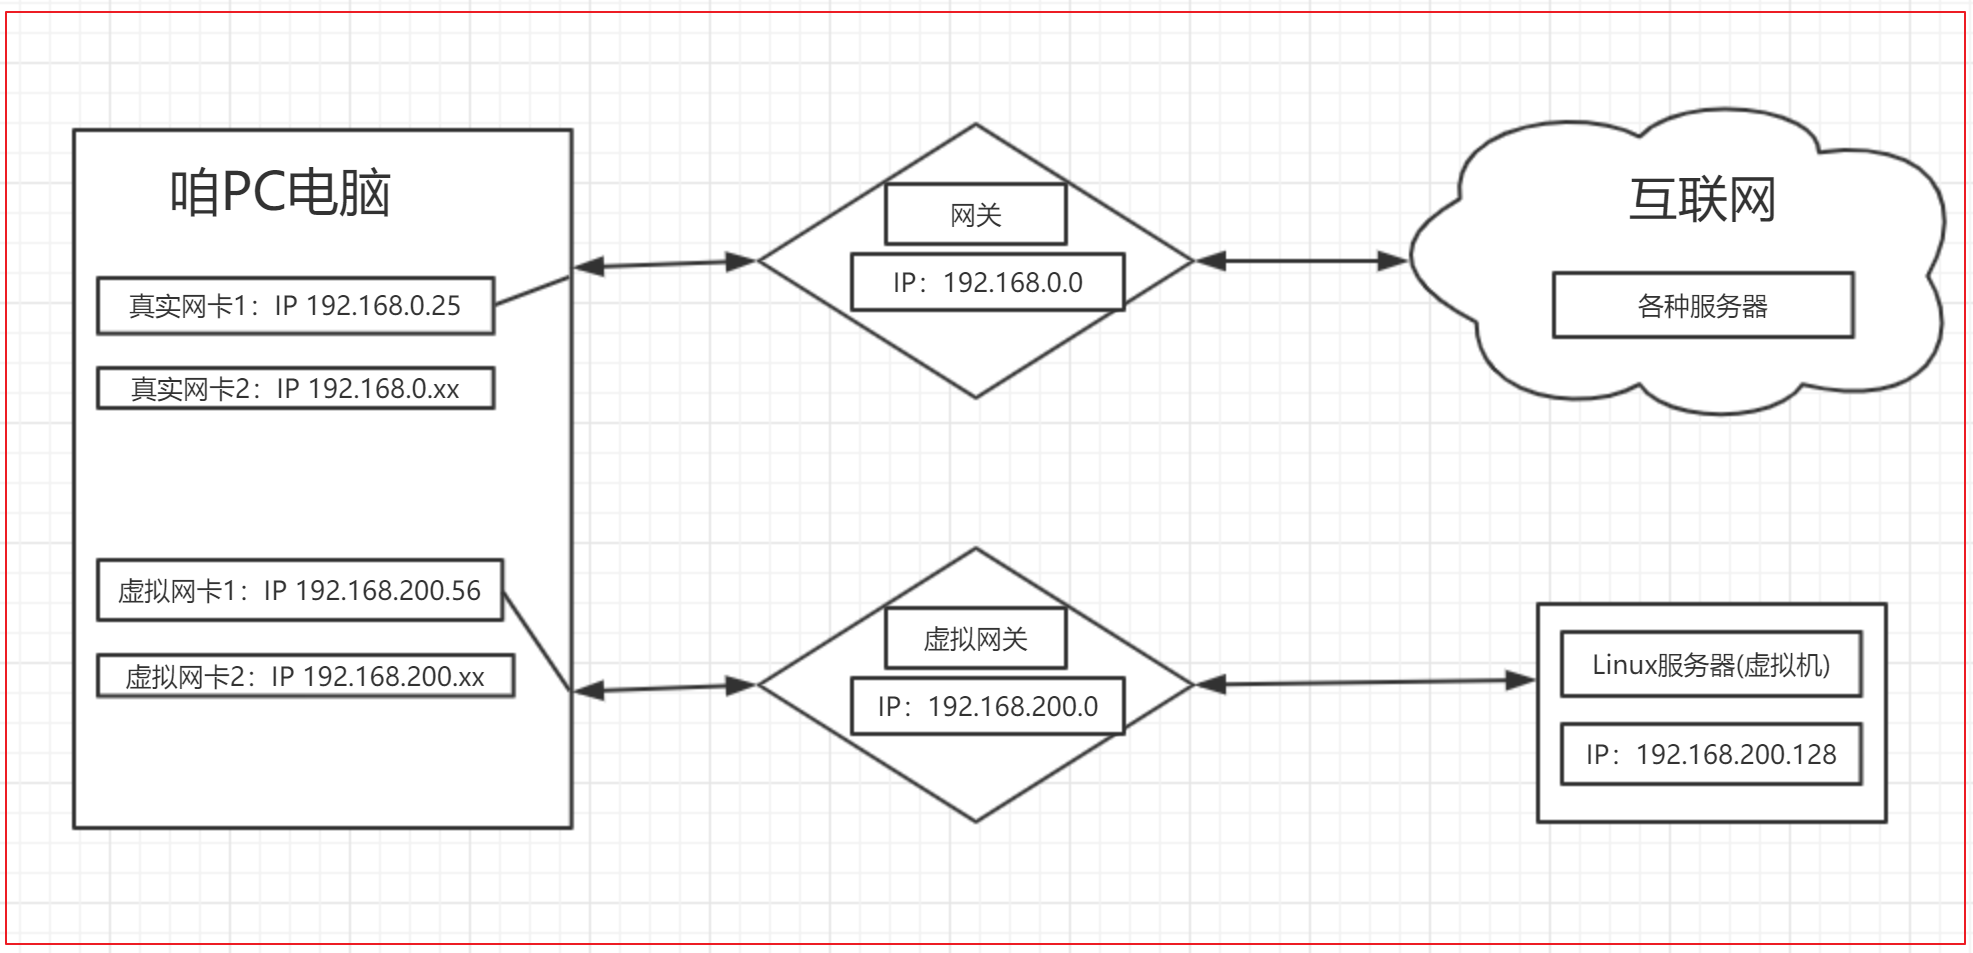 咱PC电脑
真实网卡1：IP 192.168.0.25
真实网卡2：IP 192.168.0.xx
虚拟网卡1：IP 192.168.200.56
虚拟网卡2：IP 192.168.200.xx
网关
IP：192.168.0.0
互联网
各种服务器
虚拟网关
IP：192.168.200.0
Linux服务器(虚拟机)
IP：192.168.200.128